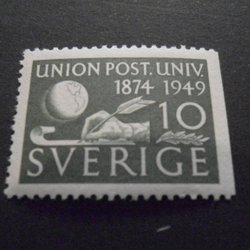 UNION POST. UNIV.
1874 1949
10
SVERIGE